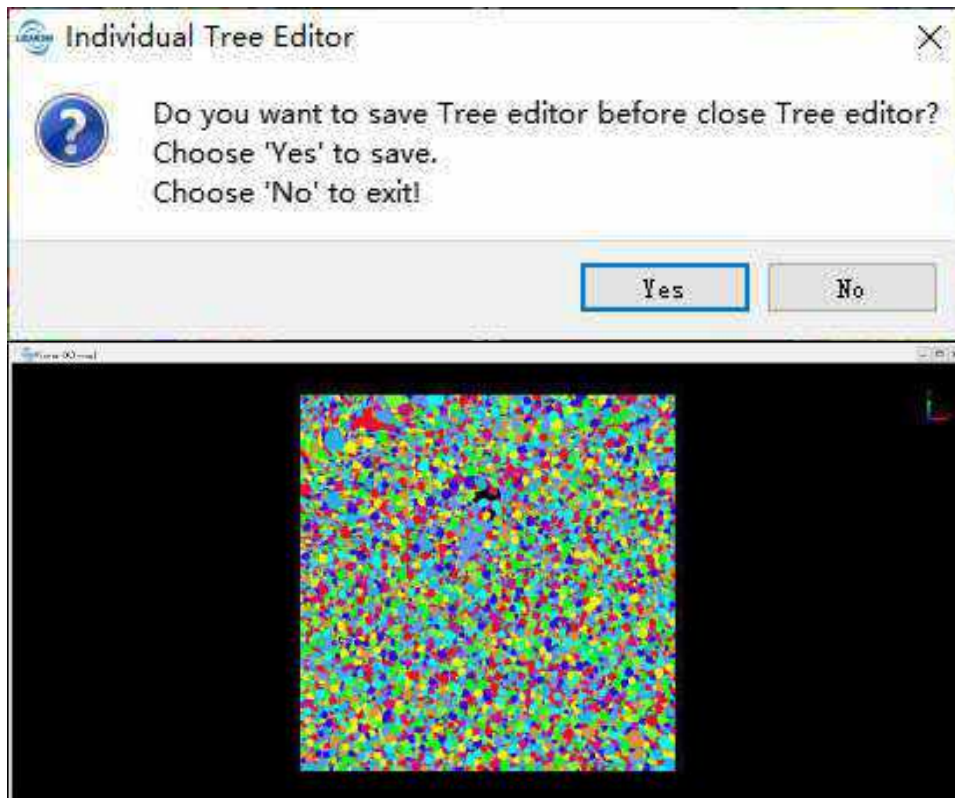 Individual Tree Editor
Do you want to save Tree editor before close Tree editor?
Choose 'Yes' to save.
Choose 'No' to exit!
Yes
No